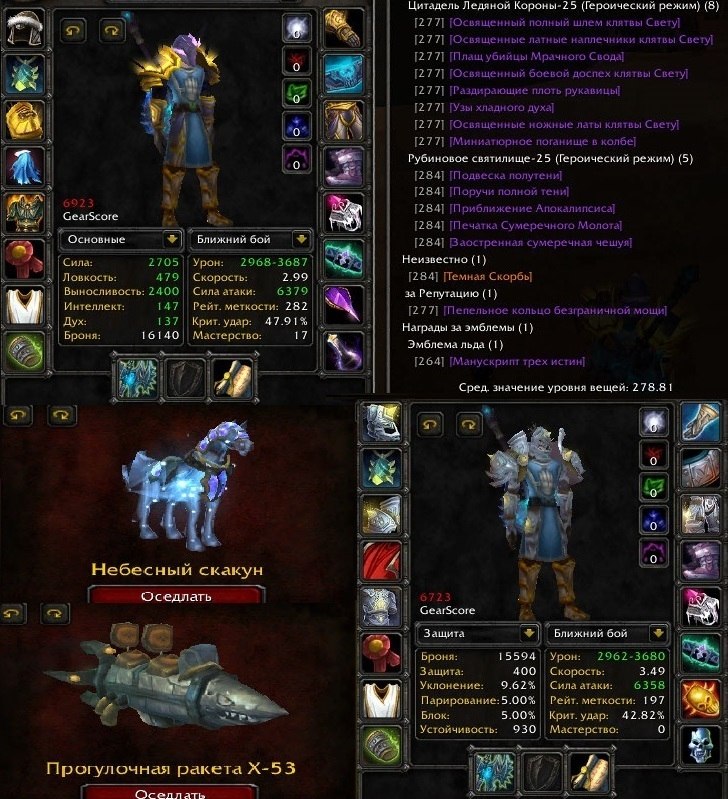 0
0
0
0
0
6923
GearScore
Основные
Ближний бой
Сила: 2705
Ловкость: 479
Выносливость: 2400
Интеллект: 147
Дух: 137
Броня: 16140
Урон: 2968-3687
Скорость: 2.99
Сила атаки: 6379
Рейт. меткости: 282
Крит. удар: 47.91%
Мастерство: 17
Цитадель Ледяной Короны-25 (Героический режим) (8)
[277] [Освященный полный шлем клятвы Свету]
[277] [Освященные латные наплечники клятвы Свету]
[277] [Плащ убийцы Мрачного Свода]
[277] [Освященный боевой доспех клятвы Свету]
[277] [Раздирающие плоть рукавицы]
[277] [Узы хладного духа]
[277] [Освященные ножные латы клятвы Свету]
[277] [Миниатюрное поганище в колбе]
Рубиновое святилище-25 (Героический режим) (5)
[284] [Подвеска полутени]
[284] [Поручи полной тени]
[284] [Приближение Апокалипсиса]
[284] [Печатка Сумеречного Молота]
[284] [Заостренная сумеречная чешуя]
Неизвестно (1)
[284] [Темная Скорбь]
за Репутацию (1)
[277] [Пепельное кольцо безграничной мощи]
Награды за эмблемы (1)
Эмблема льда (1)
[264] [Манускрипт трех истин]
Сред. значение уровня вещей: 278.81
Небесный скакун
Оседлать
Прогулочная ракета X-53
Оседлать
0
0
0
0
0
6723
GearScore
Защита
Ближний бой
Броня: 15594
Защита: 400
Уклонение: 9.62%
Парирование: 5.00%
Блок: 5.00%
Устойчивость: 930
Урон: 2962-3680
Скорость: 3.49
Сила атаки: 6358
Рейт. меткости: 197
Крит. удар: 42.82%
Мастерство: 0